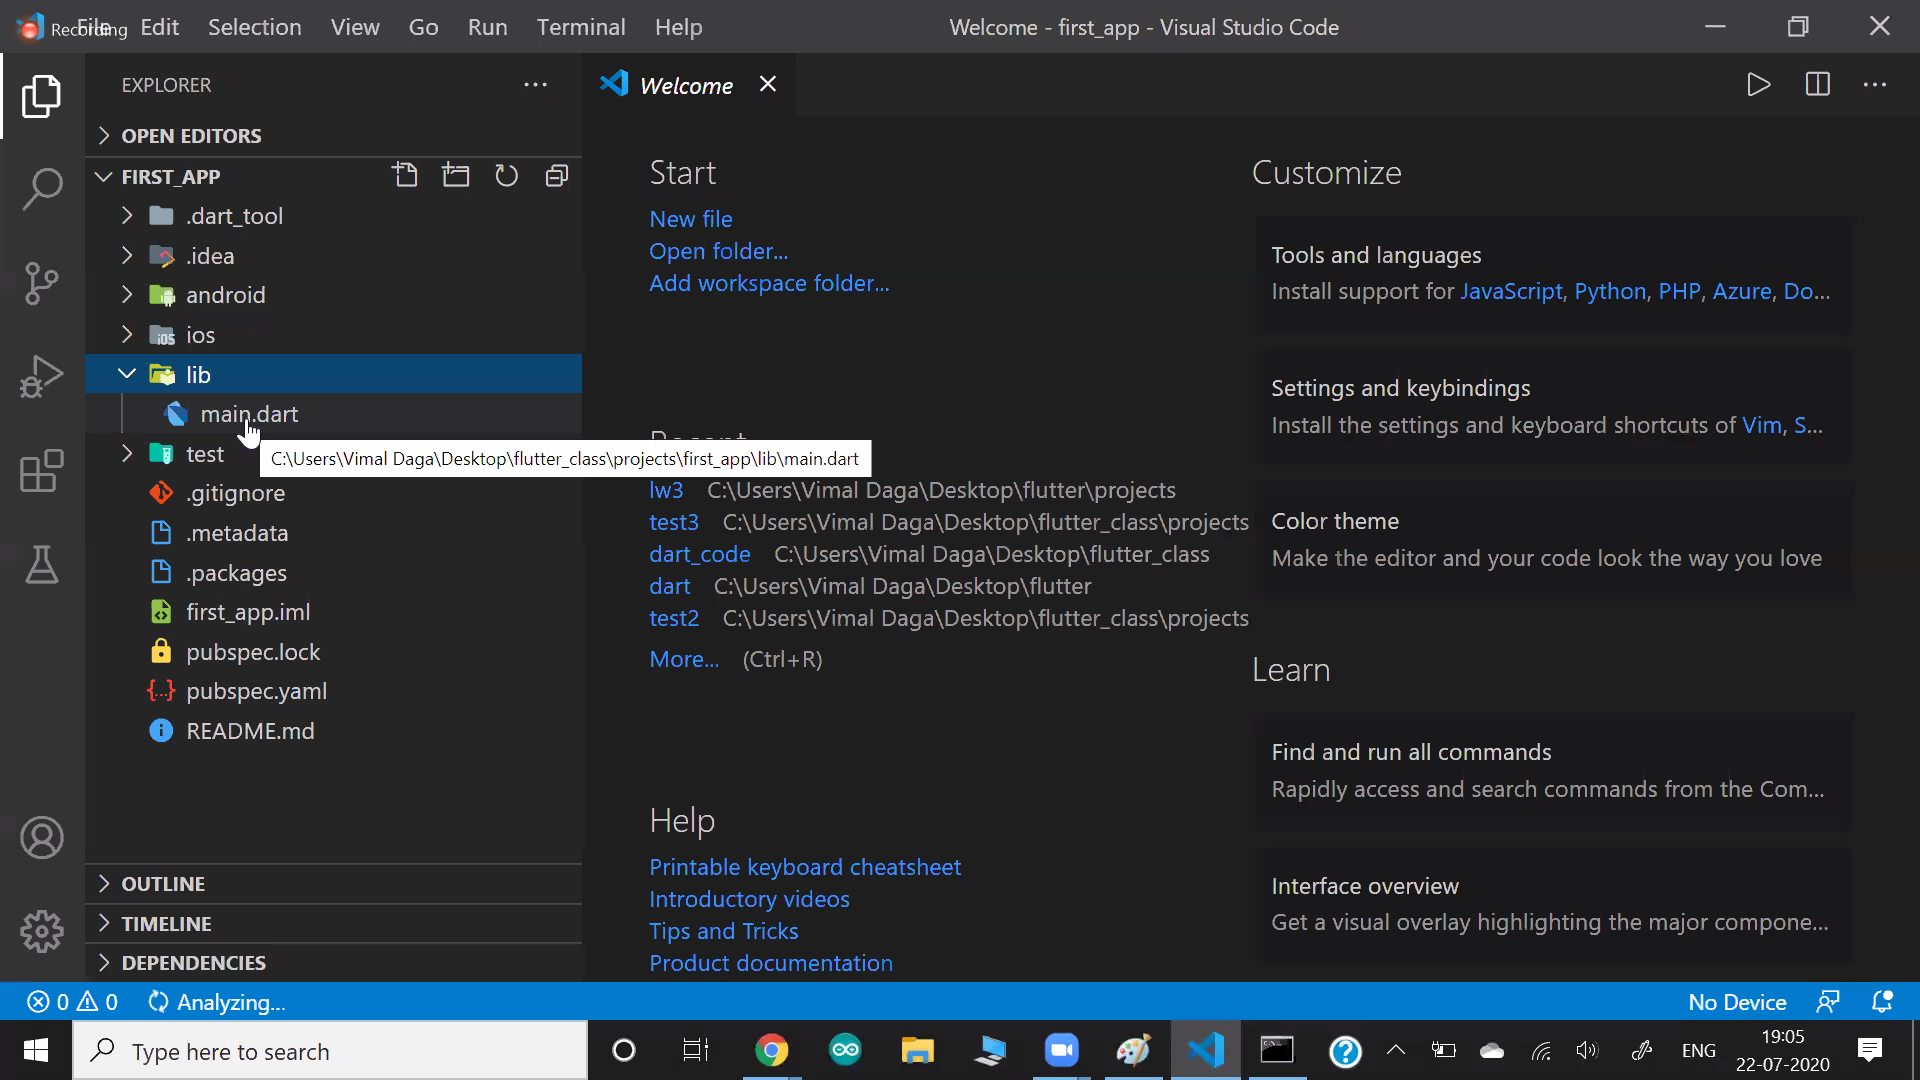 Recording File Edit Selection View Go Run Terminal Help Welcome - first_app - Visual Studio Code
EXPLORER
Welcome
OPEN EDITORS
FIRST_APP
.dart_tool
.idea
android
ios
lib
main.dart
test
.gitignore
.metadata
.packages
first_app.iml
pubspec.lock
pubspec.yaml
README.md
OUTLINE
TIMELINE
DEPENDENCIES
C:\Users\Vimal Daga\Desktop\flutter_class\projects\first_app\lib\main.dart
Start
New file
Open folder...
Add workspace folder...
Recent
lw3 C:\Users\Vimal Daga\Desktop\flutter\projects
test3 C:\Users\Vimal Daga\Desktop\flutter_class\projects
dart_code C:\Users\Vimal Daga\Desktop\flutter_class
dart C:\Users\Vimal Daga\Desktop\flutter
test2 C:\Users\Vimal Daga\Desktop\flutter_class\projects
More... (Ctrl+R)
Help
Printable keyboard cheatsheet
Introductory videos
Tips and Tricks
Product documentation
Customize
Tools and languages
Install support for JavaScript, Python, PHP, Azure, Do...
Settings and keybindings
Install the settings and keyboard shortcuts of Vim, S...
Color theme
Make the editor and your code look the way you love
Learn
Find and run all commands
Rapidly access and search commands from the Com...
Interface overview
Get a visual overlay highlighting the major compone...
0 0 Analyzing... No Device
Type here to search
ENG
19:05
22-07-2020